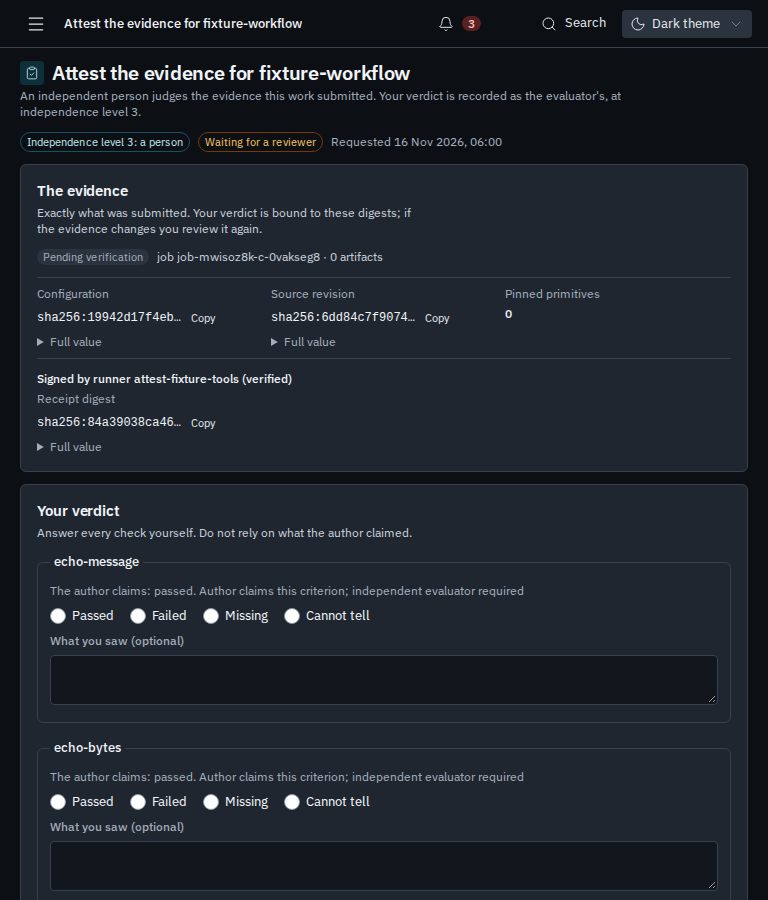 Attest the evidence for fixture-workflow
3
Search
Dark theme
Attest the evidence for fixture-workflow
An independent person judges the evidence this work submitted. Your verdict is recorded as the evaluator's, at
independence level 3.
Independence level 3: a person
Waiting for a reviewer
Requested 16 Nov 2026, 06:00
The evidence
Exactly what was submitted. Your verdict is bound to these digests; if
the evidence changes you review it again.
Pending verification
job job-mwisoz8k-c-0vakseg8 · 0 artifacts
Configuration
sha256:19942d17f4eb…
Copy
Full value
Source revision
sha256:6dd84c7f9074…
Copy
Full value
Pinned primitives
0
Signed by runner attest-fixture-tools (verified)
Receipt digest
sha256:84a39038ca46…
Copy
Full value
Your verdict
Answer every check yourself. Do not rely on what the author claimed.
echo-message
The author claims: passed. Author claims this criterion; independent evaluator required
Passed
Failed
Missing
Cannot tell
What you saw (optional)
echo-bytes
The author claims: passed. Author claims this criterion; independent evaluator required
Passed
Failed
Missing
Cannot tell
What you saw (optional)